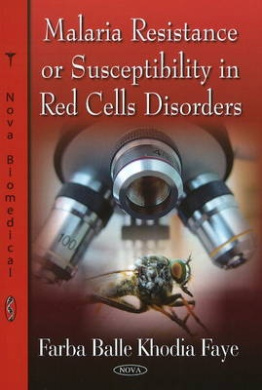 Malaria Resistance
or Susceptibility in
Red Cells Disorders
Nova Biomedical
100
Farba Balle Khodia Faye
NOVA